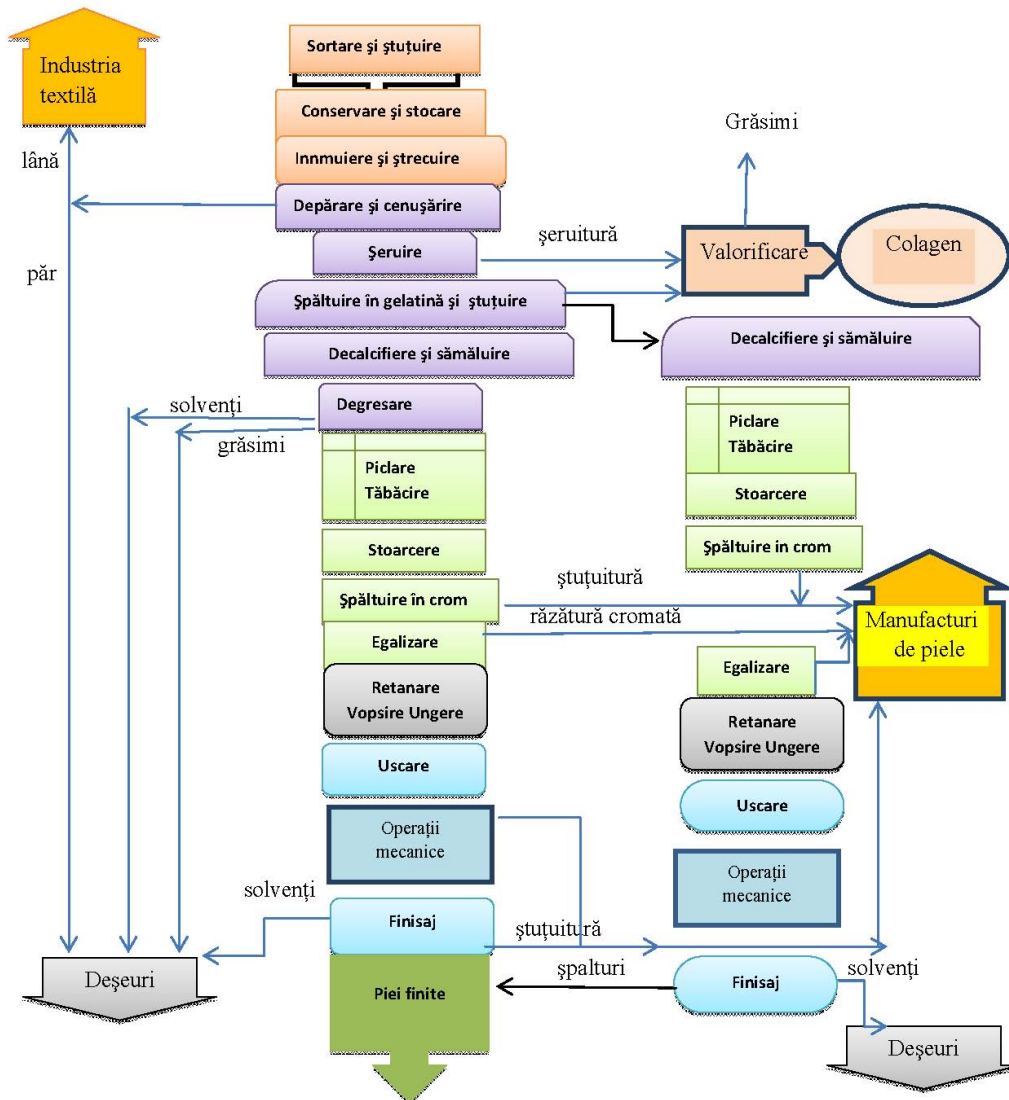 Industria
textilă
Sortare şi ştuţuire
Conservare şi stocare
Innmuiere şi ştrecuire
Depărare şi cenuşărire
Şeruire
Şpăltuire în gelatină şi ştuţuire
Decalcifiere şi sămăluire
Degresare
Piclare
Tăbăcire
Stoarcere
Şpăltuire în crom
Egalizare
Retanare
Vopsire Ungere
Uscare
Operaţii
mecanice
Finisaj
Piei finite
lână
păr
solvenţi
grăsimi
solvenţi
Deşeuri
Grăsimi
şeruitură
Valorificare
Colagen
Decalcifiere şi sămăluire
Piclare
Tăbăcire
Stoarcere
Şpăltuire in crom
ştuţuitură
răzătură cromată
Manufacturi
de piele
Egalizare
Retanare
Vopsire Ungere
Uscare
Operaţii
mecanice
ştuţuitură
şpalturi
Finisaj
solvenţi
Deşeuri